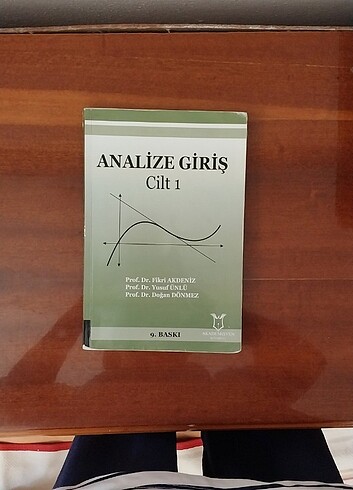 ANALİZE GİRİŞ
Cilt 1
Prof. Dr. Fikri AKDENİZ
Prof. Dr. Yusuf ÜNLÜ
Prof. Dr. Doğan DÖNMEZ
9. BASKI